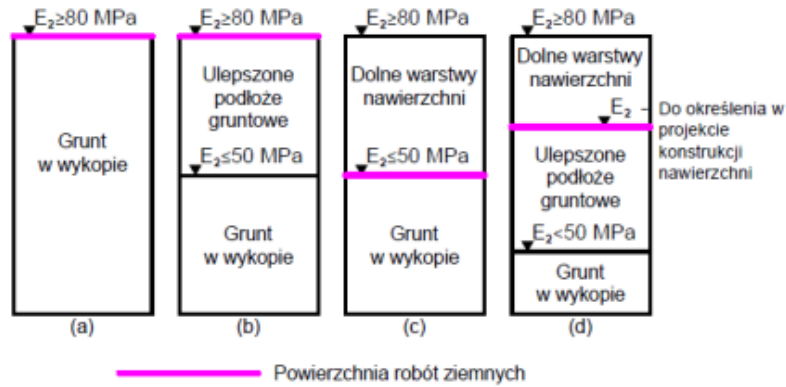 E₂≥80 MPa
Grunt
w wykopie
(a)
E₂≥80 MPa
Ulepszone
podłoże
gruntowe
E₂≤50 MPa
Grunt
w wykopie
(b)
E₂≥80 MPa
Dolne warstwy
nawierzchni
E₂≤50 MPa
Grunt
w wykopie
(c)
E₂≥80 MPa
Dolne warstwy
nawierzchni
E₂ - Do określenia w
projekcie
konstrukcji
nawierzchni
Ulepszone
podłoże
gruntowe
E₂<50 MPa
Grunt
w wykopie
(d)
Powierzchnia robót ziemnych